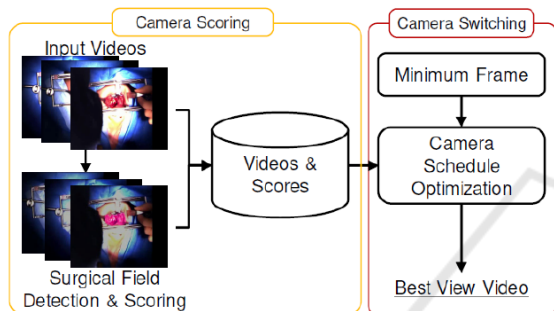 Camera Scoring
Input Videos
Surgical Field
Detection & Scoring
Videos &
Scores
Camera Switching
Minimum Frame
Camera
Schedule
Optimization
Best View Video